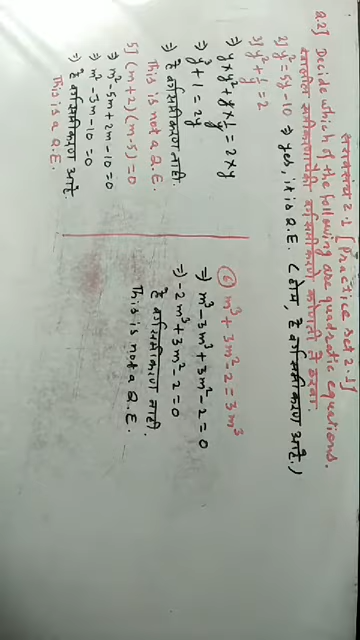 सरावसंच 2.1 [Practice set 2.1]
Q.2] Decide which of the following are quadratic equations.
खालील समीकरणांपैकी वर्गसमीकरणे कोणती ते ठरवा.
2] y² = 5y - 10 ⇒ yes, it is Q.E. (होय, हे वर्गसमीकरण आहे.)
3] y² + 1/y = 2
⇒ y × y² + y × 1/y = 2 × y
⇒ y³ + 1 = 2y
⇒ हे वर्गसमीकरण नाही.
This is not a Q.E.
5] (m+2)(m-5) = 0
⇒ m² - 5m + 2m - 10 = 0
⇒ m² - 3m - 10 = 0
⇒ हे वर्गसमीकरण आहे.
This is a Q.E.
⑥ m³ + 3m² - 2 = 3m³
⇒ m³ - 3m³ + 3m² - 2 = 0
⇒ -2m³ + 3m² - 2 = 0
हे वर्गसमीकरण नाही.
This is not a Q.E.